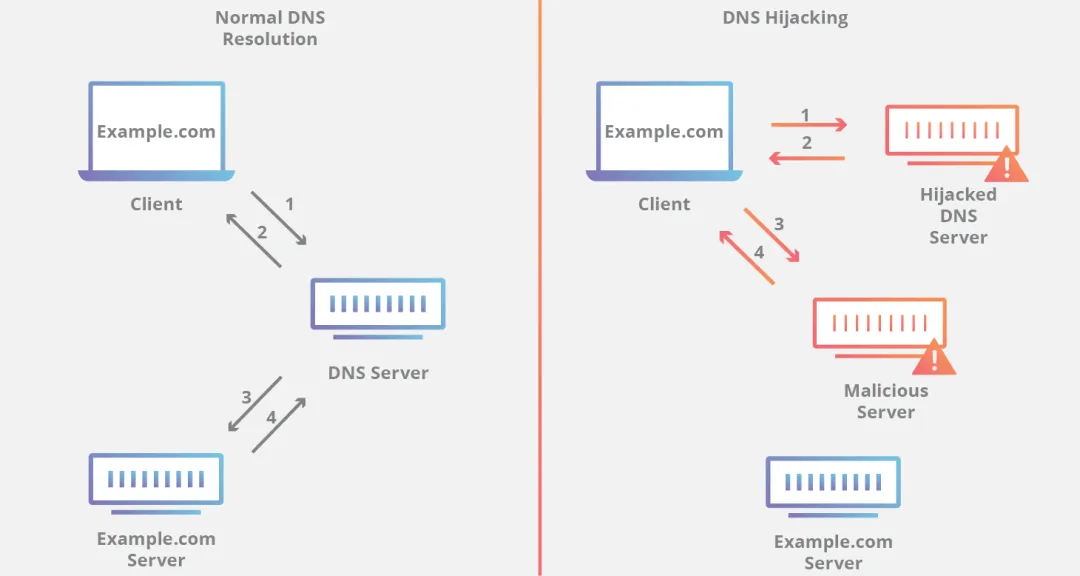 Normal DNS
Resolution
Example.com
Client
1
2
DNS Server
3
4
Example.com
Server
DNS Hijacking
Example.com
Client
1
2
Hijacked
DNS
Server
3
4
Malicious
Server
Example.com
Server